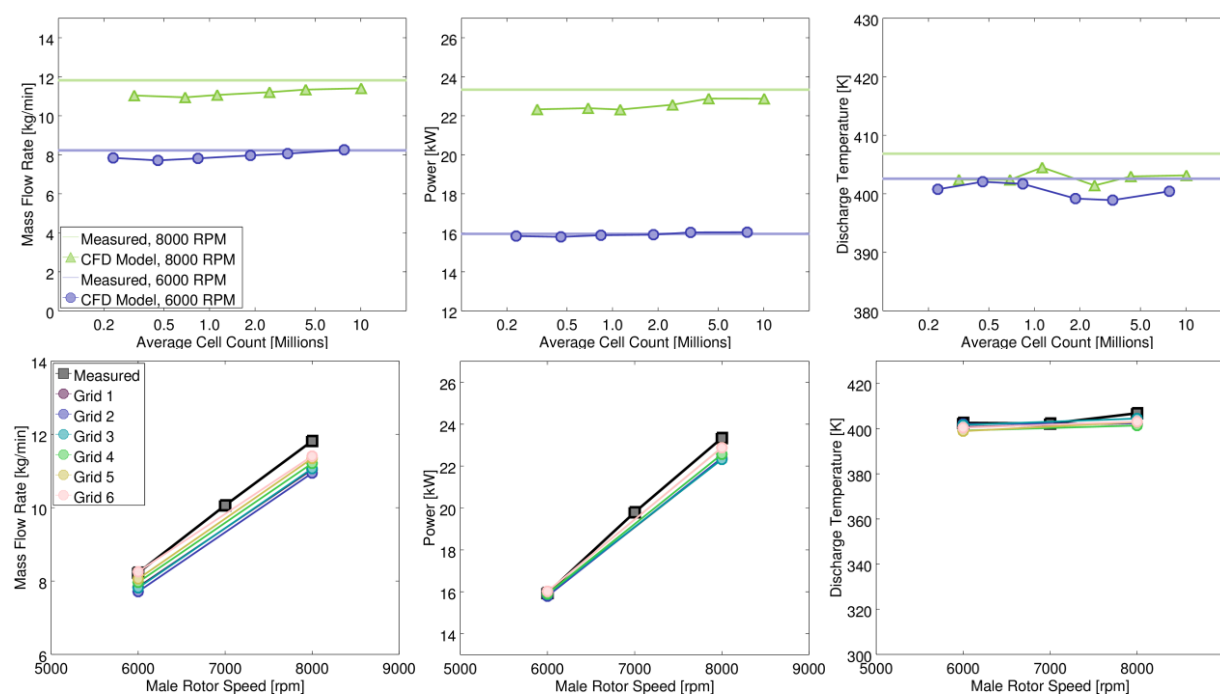 14
12
10
8
6
4
2
0
Mass Flow Rate [kg/min]
Measured, 8000 RPM
CFD Model, 8000 RPM
Measured, 6000 RPM
CFD Model, 6000 RPM
0.2 0.5 1.0 2.0 5.0 10
Average Cell Count [Millions]
26
24
22
20
18
16
14
12
Power [kW]
0.2 0.5 1.0 2.0 5.0 10
Average Cell Count [Millions]
430
420
410
400
390
380
Discharge Temperature [K]
0.2 0.5 1.0 2.0 5.0 10
Average Cell Count [Millions]
14
12
10
8
6
Mass Flow Rate [kg/min]
Measured
Grid 1
Grid 2
Grid 3
Grid 4
Grid 5
Grid 6
5000 6000 7000 8000 9000
Male Rotor Speed [rpm]
26
24
22
20
18
16
14
Power [kW]
5000 6000 7000 8000 9000
Male Rotor Speed [rpm]
420
400
380
360
340
320
300
Discharge Temperature [K]
5000 6000 7000 8000
Male Rotor Speed [rpm]